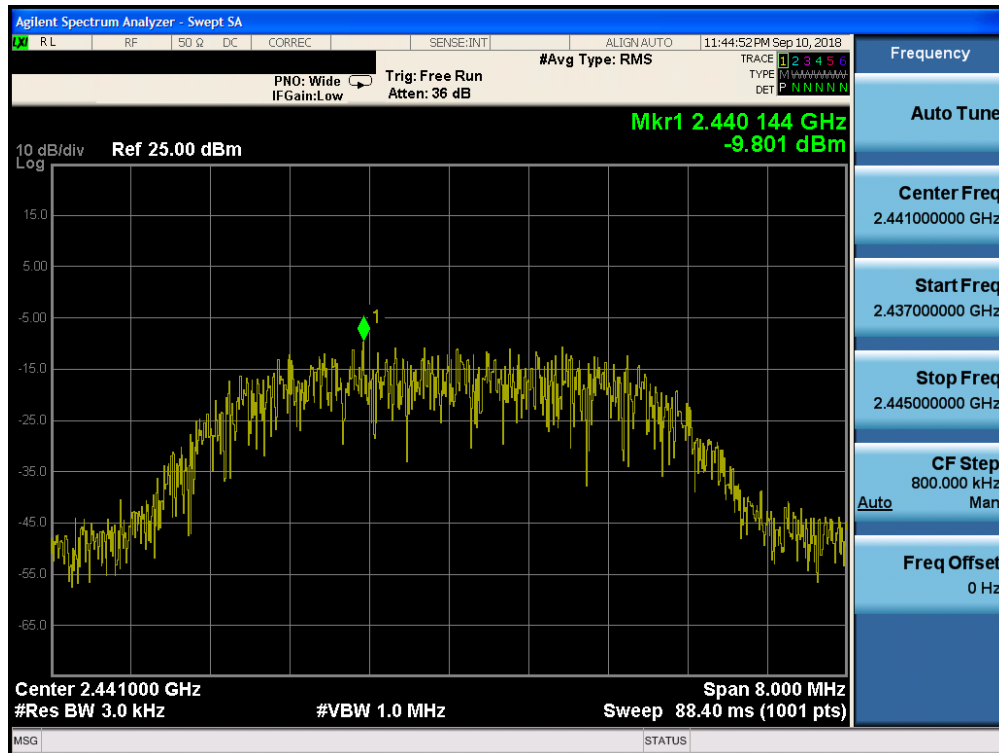 Agilent Spectrum Analyzer - Swept SA
LXI RL RF 50 Ω DC CORREC SENSE:INT ALIGN AUTO 11:44:52 PM Sep 10, 2018
Frequency
#Avg Type: RMS
TRACE 1 2 3 4 5 6
PNO: Wide Trig: Free Run
TYPE M
IFGain:Low Atten: 36 dB
DET P N N N N N
Auto Tune
Mkr1 2.440 144 GHz
-9.801 dBm
10 dB/div Ref 25.00 dBm
Log
15.0
5.00
-5.00
-15.0
-25.0
-35.0
-45.0
-55.0
-65.0
1
Center Freq
2.441000000 GHz
Start Freq
2.437000000 GHz
Stop Freq
2.445000000 GHz
CF Step
800.000 kHz
Auto Man
Freq Offset
0 Hz
Center 2.441000 GHz Span 8.000 MHz
#Res BW 3.0 kHz #VBW 1.0 MHz Sweep 88.40 ms (1001 pts)
MSG STATUS